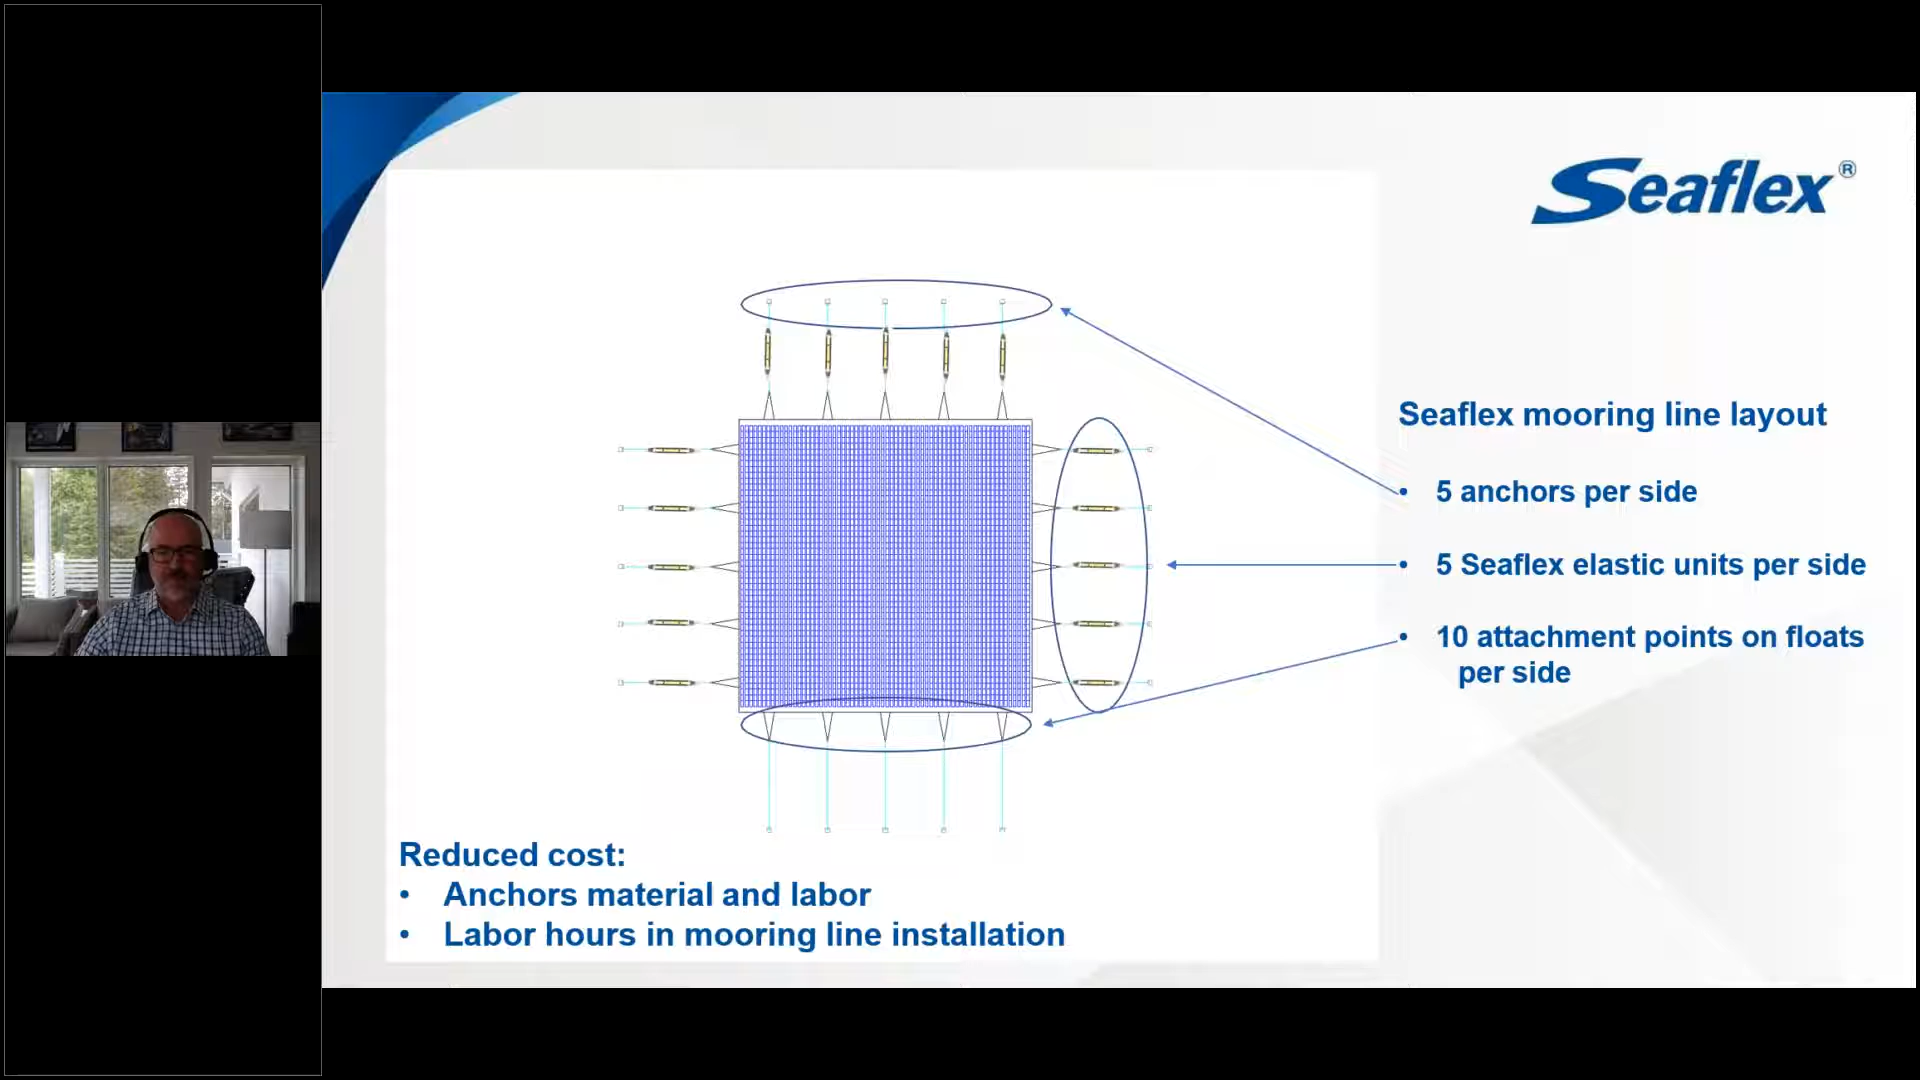 Seaflex®
Seaflex mooring line layout
• 5 anchors per side
• 5 Seaflex elastic units per side
• 10 attachment points on floats
per side
Reduced cost:
• Anchors material and labor
• Labor hours in mooring line installation